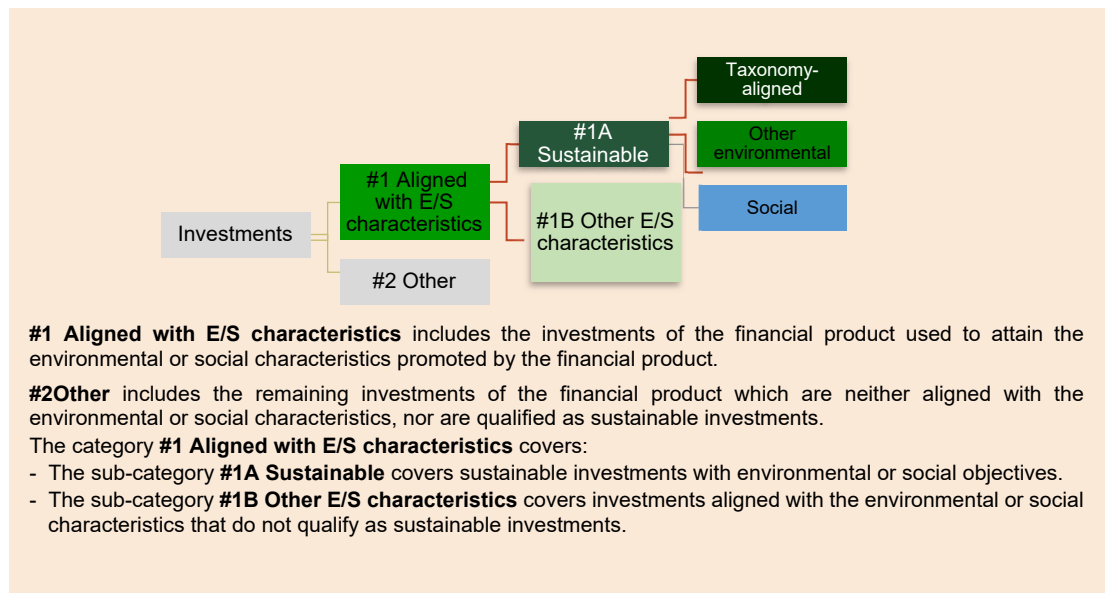 Taxonomy-
aligned
#1A
Sustainable
Other
environmental
#1 Aligned
with E/S
characteristics
#1B Other E/S
characteristics
Social
Investments
#2 Other
#1 Aligned with E/S characteristics includes the investments of the financial product used to attain the
environmental or social characteristics promoted by the financial product.
#2Other includes the remaining investments of the financial product which are neither aligned with the
environmental or social characteristics, nor are qualified as sustainable investments.
The category #1 Aligned with E/S characteristics covers:
- The sub-category #1A Sustainable covers sustainable investments with environmental or social objectives.
- The sub-category #1B Other E/S characteristics covers investments aligned with the environmental or social
characteristics that do not qualify as sustainable investments.